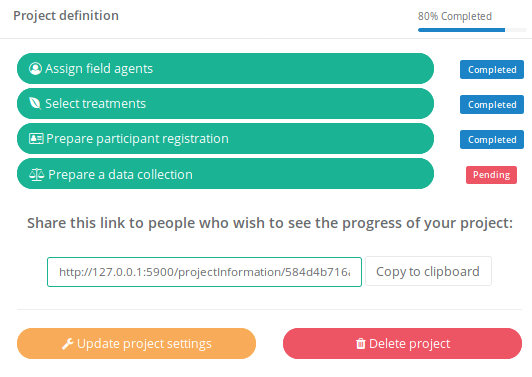 Project definition
80% Completed
Assign field agents
Completed
Select treatments
Completed
Prepare participant registration
Completed
Prepare a data collection
Pending
Share this link to people who wish to see the progress of your project:
http://127.0.0.1:5900/projectInformation/584d4b716
Copy to clipboard
Update project settings
Delete project